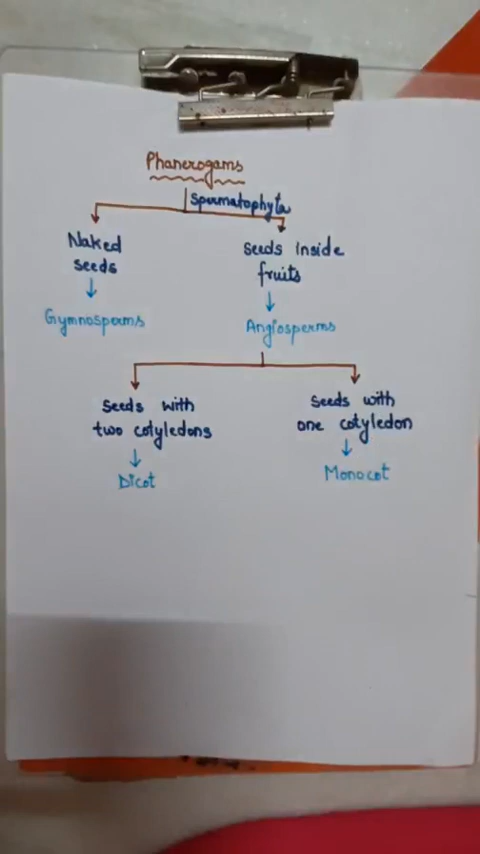 Phanerogams
Spermatophyta
Naked
seeds
Seeds inside
fruits
Gymnosperms
Angiosperms
Seeds with
two cotyledons
Seeds with
one cotyledon
Dicot
Monocot